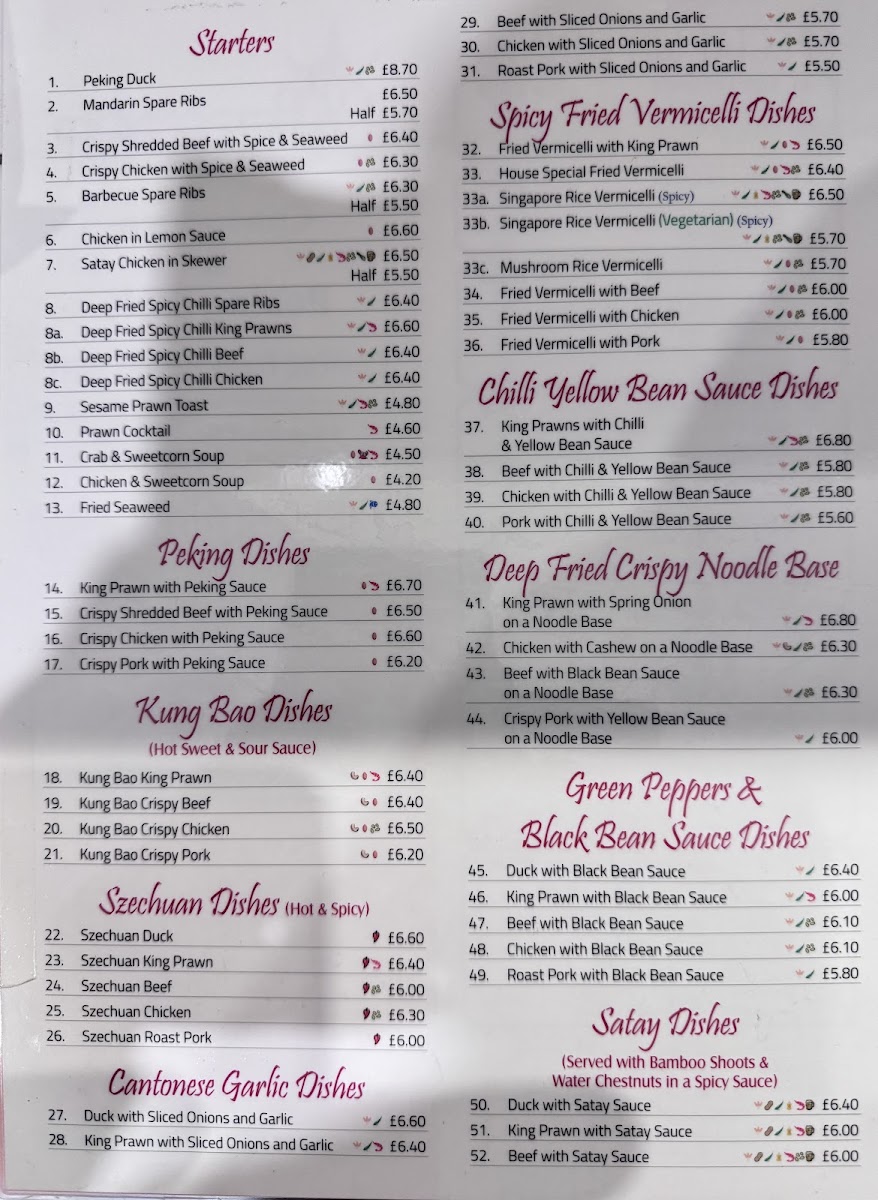 Starters
1. Peking Duck £8.70
2. Mandarin Spare Ribs £6.50
Half £5.70
3. Crispy Shredded Beef with Spice & Seaweed £6.40
4. Crispy Chicken with Spice & Seaweed £6.30
5. Barbecue Spare Ribs £6.30
Half £5.50
6. Chicken in Lemon Sauce £6.60
7. Satay Chicken in Skewer £6.50
Half £5.50
8. Deep Fried Spicy Chilli Spare Ribs £6.40
8a. Deep Fried Spicy Chilli King Prawns £6.60
8b. Deep Fried Spicy Chilli Beef £6.40
8c. Deep Fried Spicy Chilli Chicken £6.40
9. Sesame Prawn Toast £4.80
10. Prawn Cocktail £4.60
11. Crab & Sweetcorn Soup £4.50
12. Chicken & Sweetcorn Soup £4.20
13. Fried Seaweed £4.80
Peking Dishes
14. King Prawn with Peking Sauce £6.70
15. Crispy Shredded Beef with Peking Sauce £6.50
16. Crispy Chicken with Peking Sauce £6.60
17. Crispy Pork with Peking Sauce £6.20
Kung Bao Dishes
(Hot Sweet & Sour Sauce)
18. Kung Bao King Prawn £6.40
19. Kung Bao Crispy Beef £6.40
20. Kung Bao Crispy Chicken £6.50
21. Kung Bao Crispy Pork £6.20
Szechuan Dishes (Hot & Spicy)
22. Szechuan Duck £6.60
23. Szechuan King Prawn £6.40
24. Szechuan Beef £6.00
25. Szechuan Chicken £6.30
26. Szechuan Roast Pork £6.00
Cantonese Garlic Dishes
27. Duck with Sliced Onions and Garlic £6.60
28. King Prawn with Sliced Onions and Garlic £6.40
29. Beef with Sliced Onions and Garlic £5.70
30. Chicken with Sliced Onions and Garlic £5.70
31. Roast Pork with Sliced Onions and Garlic £5.50
Spicy Fried Vermicelli Dishes
32. Fried Vermicelli with King Prawn £6.50
33. House Special Fried Vermicelli £6.40
33a. Singapore Rice Vermicelli (Spicy) £6.50
33b. Singapore Rice Vermicelli (Vegetarian) (Spicy)
£5.70
33c. Mushroom Rice Vermicelli £5.70
34. Fried Vermicelli with Beef £6.00
35. Fried Vermicelli with Chicken £6.00
36. Fried Vermicelli with Pork £5.80
Chilli Yellow Bean Sauce Dishes
37. King Prawns with Chilli
& Yellow Bean Sauce £6.80
38. Beef with Chilli & Yellow Bean Sauce £5.80
39. Chicken with Chilli & Yellow Bean Sauce £5.80
40. Pork with Chilli & Yellow Bean Sauce £5.60
Deep Fried Crispy Noodle Base
41. King Prawn with Spring Onion
on a Noodle Base £6.80
42. Chicken with Cashew on a Noodle Base £6.30
43. Beef with Black Bean Sauce
on a Noodle Base £6.30
44. Crispy Pork with Yellow Bean Sauce
on a Noodle Base £6.00
Green Peppers &
Black Bean Sauce Dishes
45. Duck with Black Bean Sauce £6.40
46. King Prawn with Black Bean Sauce £6.00
47. Beef with Black Bean Sauce £6.10
48. Chicken with Black Bean Sauce £6.10
49. Roast Pork with Black Bean Sauce £5.80
Satay Dishes
(Served with Bamboo Shoots &
Water Chestnuts in a Spicy Sauce)
50. Duck with Satay Sauce £6.40
51. King Prawn with Satay Sauce £6.00
52. Beef with Satay Sauce £6.00